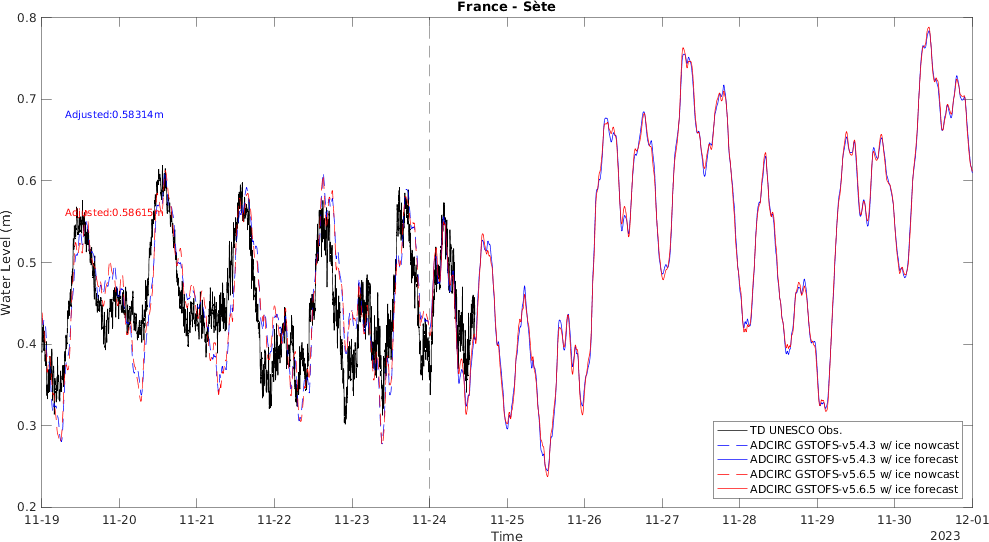 France - Sète
0.8
0.7
0.6
0.5
0.4
0.3
0.2
Water Level (m)
Adjusted:0.58314m
Adjusted:0.58615m
TD UNESCO Obs.
ADCIRC GSTOFS-v5.4.3 w/ ice nowcast
ADCIRC GSTOFS-v5.4.3 w/ ice forecast
ADCIRC GSTOFS-v5.6.5 w/ ice nowcast
ADCIRC GSTOFS-v5.6.5 w/ ice forecast
11-19 11-20 11-21 11-22 11-23 11-24 11-25 11-26 11-27 11-28 11-29 11-30 12-01
Time
2023